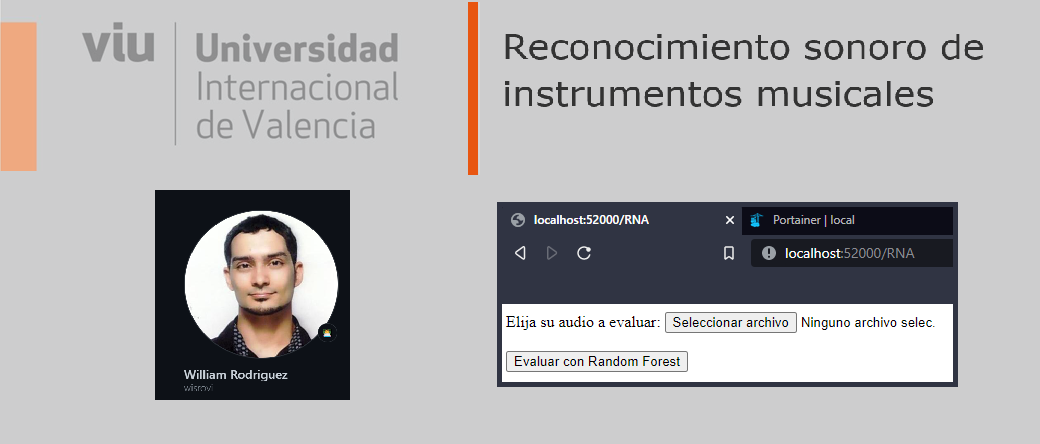 viu
Universidad
Internacional
de Valencia
Reconocimiento sonoro de
instrumentos musicales
William Rodriguez
wisrovi
localhost:52000/RNA
Portainer | local
localhost:52000/RNA
Elija su audio a evaluar: Seleccionar archivo Ninguno archivo selec.
Evaluar con Random Forest